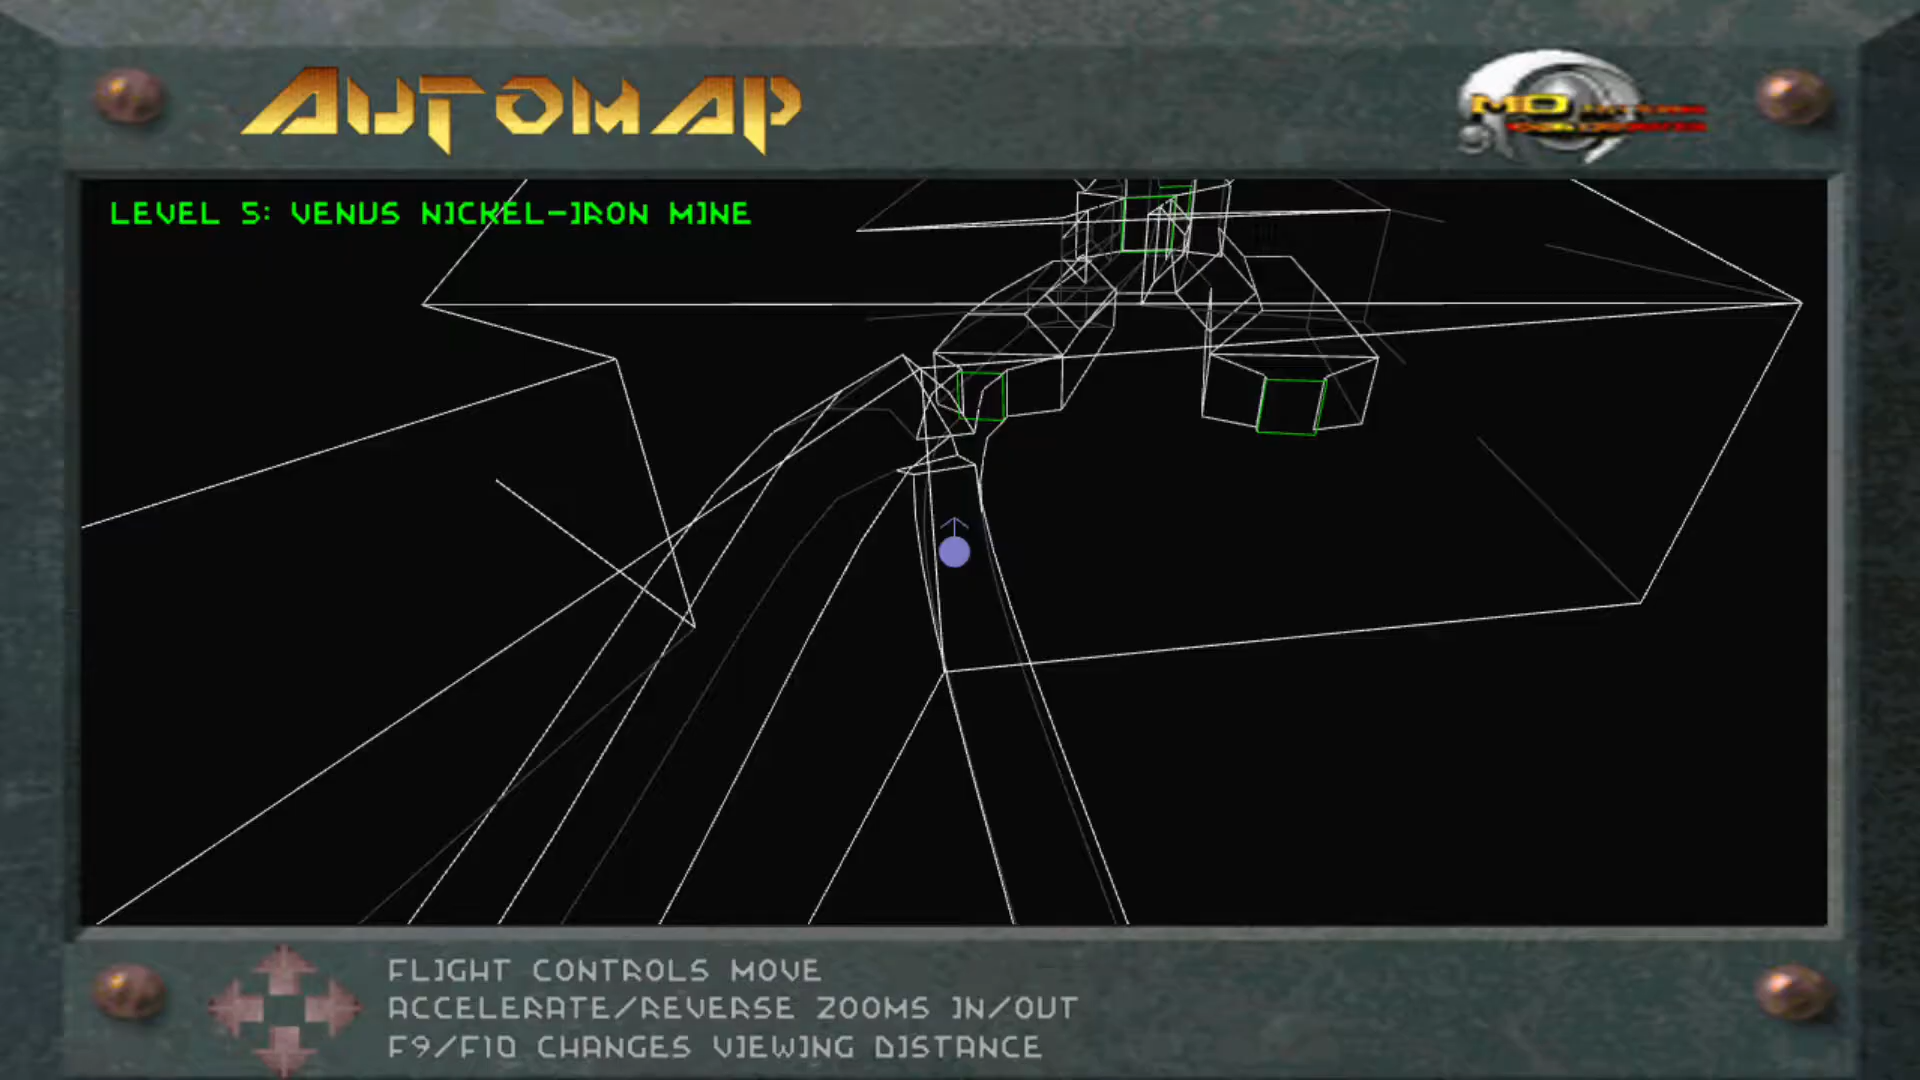 AUTOMAP
MD
LEVEL 5: VENUS NICKEL-IRON MINE
FLIGHT CONTROLS MOVE
ACCELERATE/REVERSE ZOOMS IN/OUT
F9/F10 CHANGES VIEWING DISTANCE